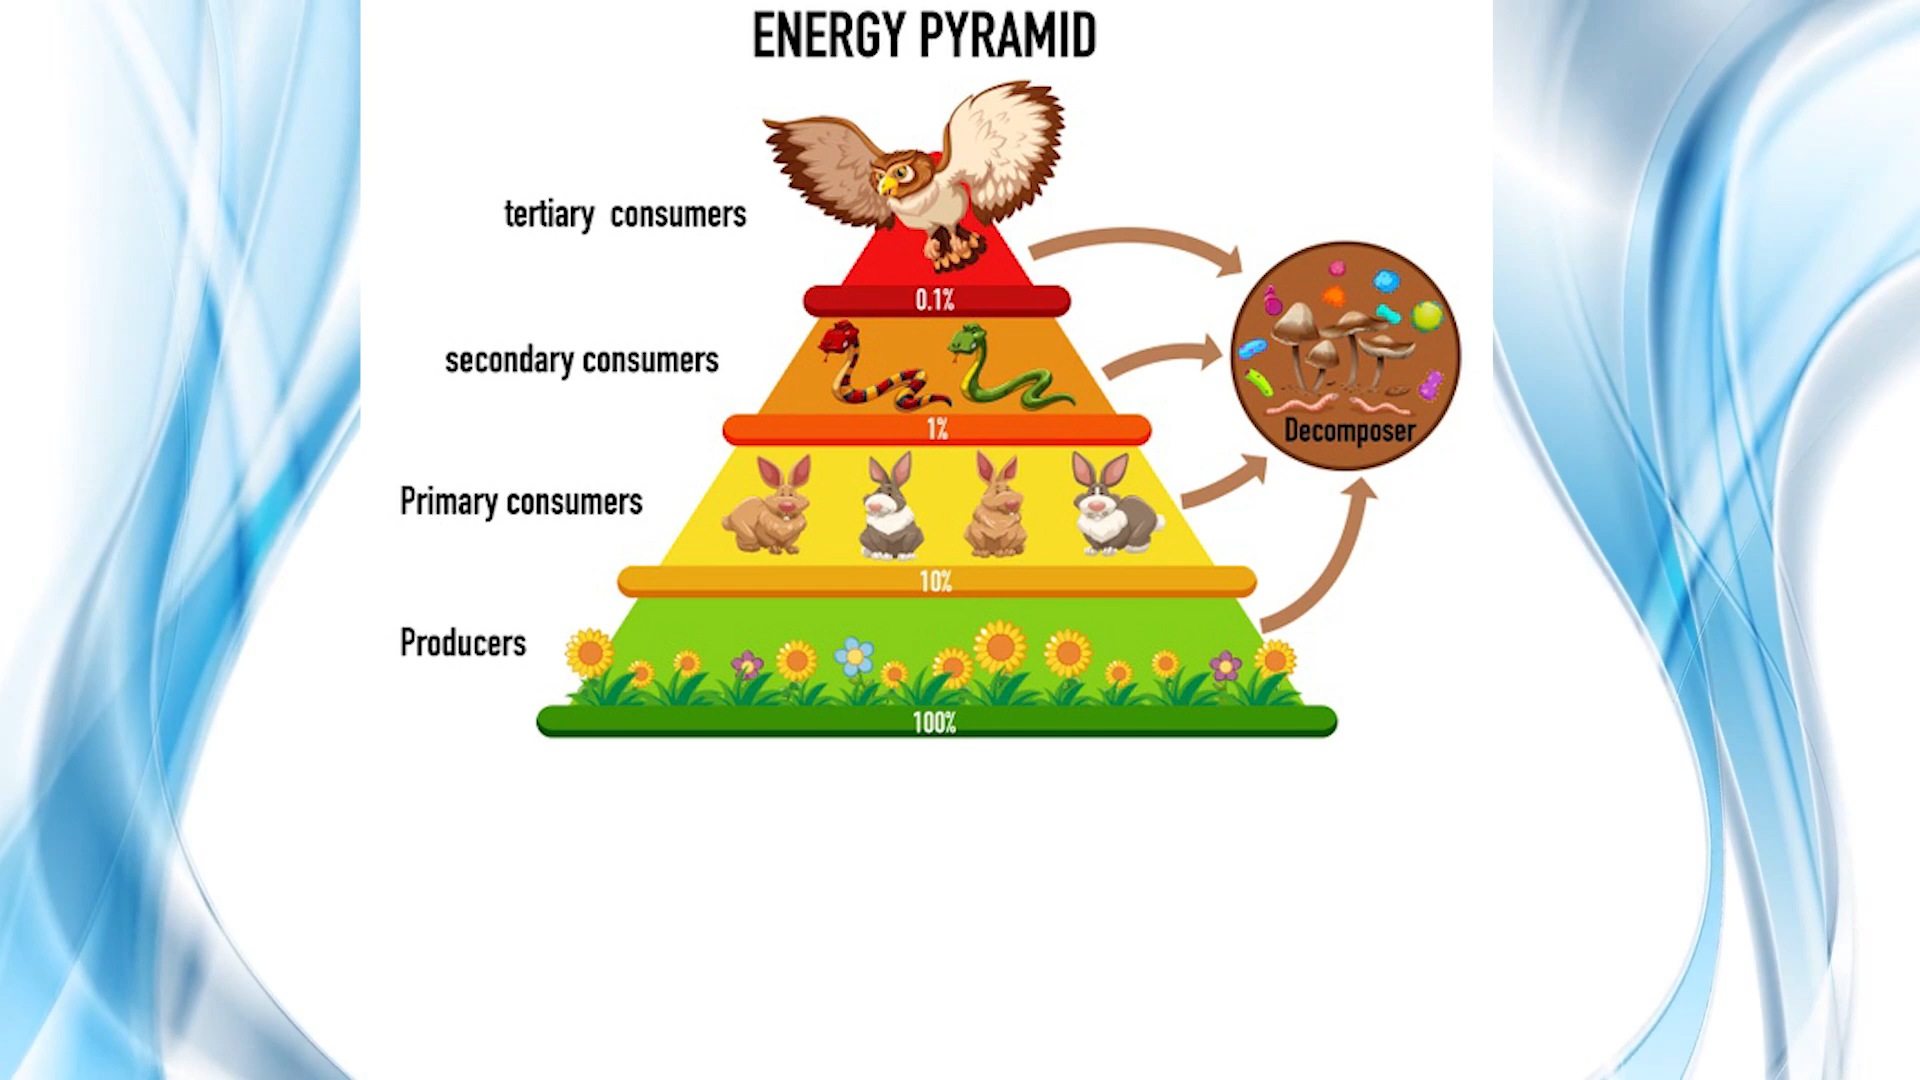 ENERGY PYRAMID
tertiary consumers
0.1%
secondary consumers
1%
Decomposer
Primary consumers
10%
Producers
100%